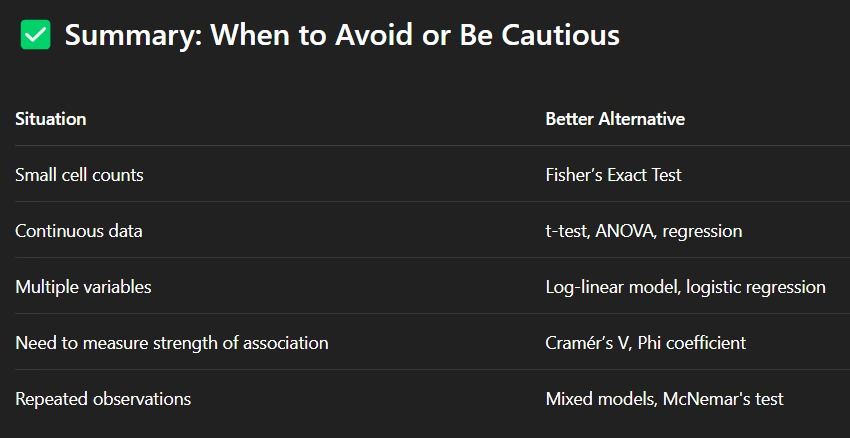 ✅ Summary: When to Avoid or Be Cautious
Situation Better Alternative
Small cell counts Fisher’s Exact Test
Continuous data t-test, ANOVA, regression
Multiple variables Log-linear model, logistic regression
Need to measure strength of association Cramér’s V, Phi coefficient
Repeated observations Mixed models, McNemar's test